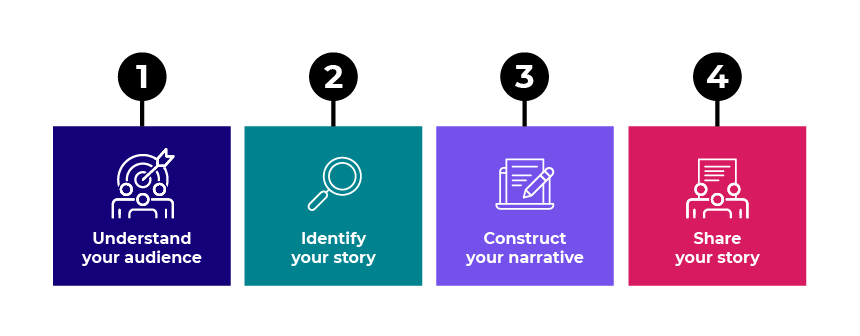 1
2
3
4
Understand
your audience
Identify
your story
Construct
your narrative
Share
your story